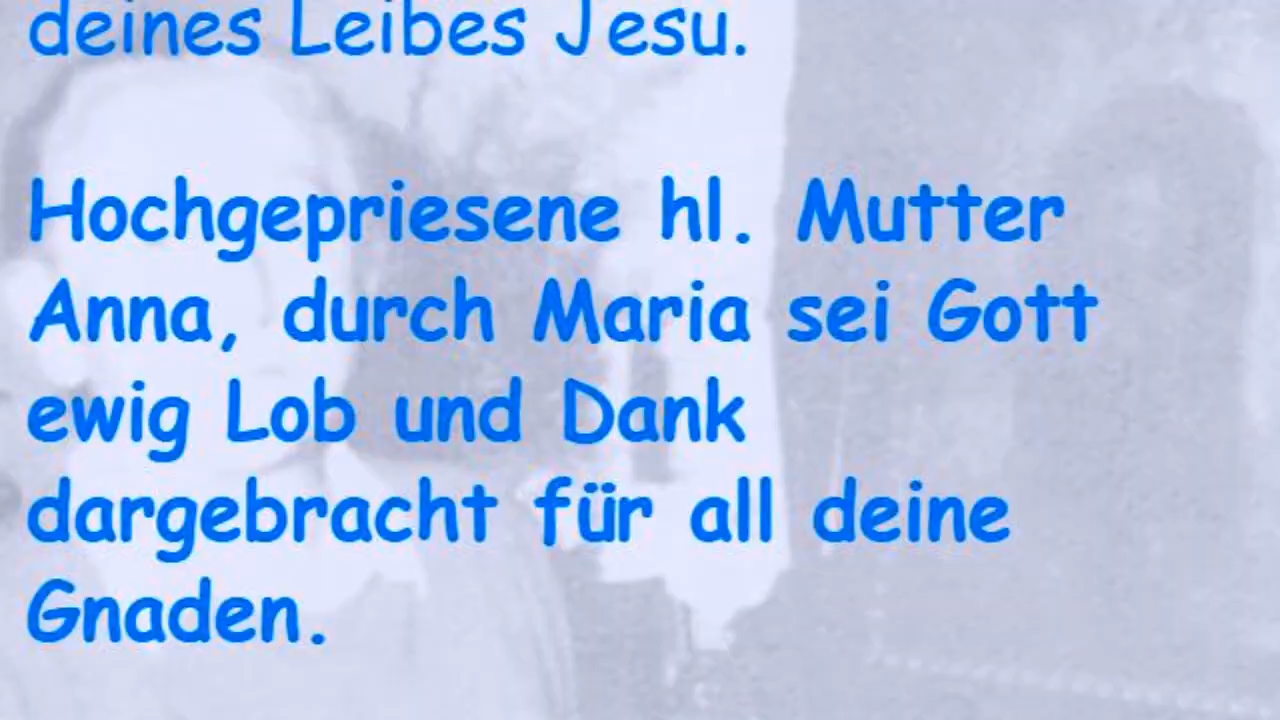 deines Leibes Jesu.
Hochgepriesene hl. Mutter
Anna, durch Maria sei Gott
ewig Lob und Dank
dargebracht für all deine
Gnaden.